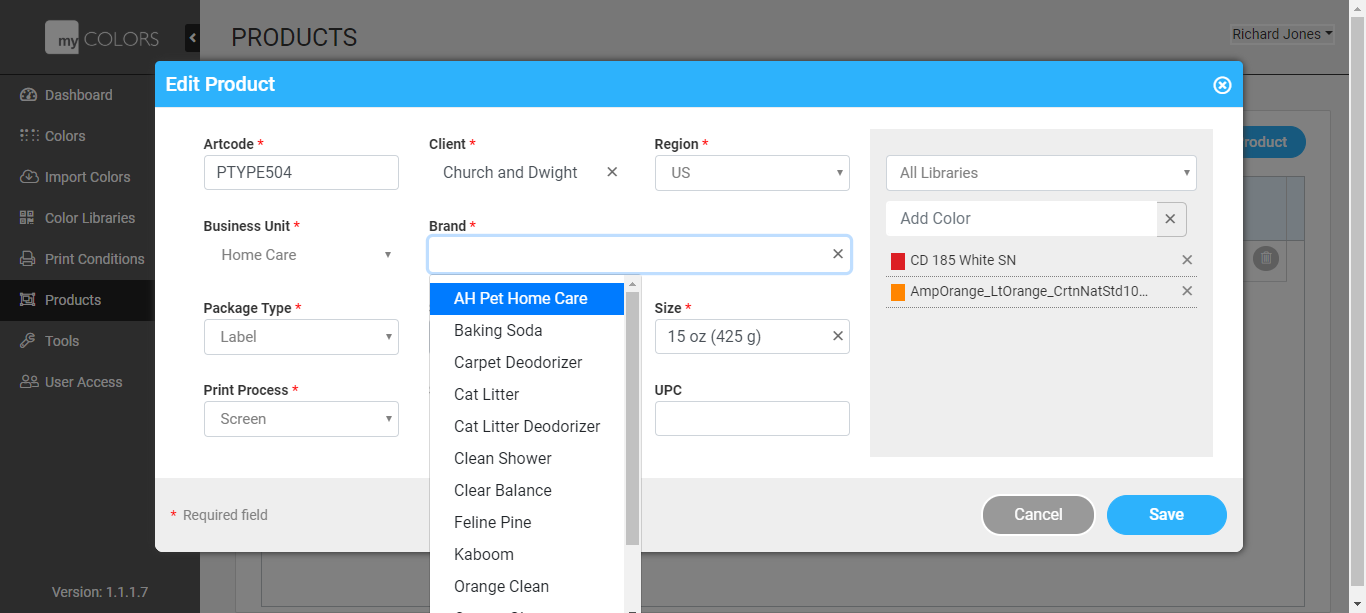 my COLORS
PRODUCTS
Richard Jones
Edit Product
Dashboard
Colors
Import Colors
Color Libraries
Print Conditions
Products
Tools
User Access
Version: 1.1.1.7
Artcode *
PTYPE504
Client *
Church and Dwight
Region *
US
Business Unit *
Home Care
Brand *
AH Pet Home Care
Baking Soda
Carpet Deodorizer
Cat Litter
Cat Litter Deodorizer
Clean Shower
Clear Balance
Feline Pine
Kaboom
Orange Clean
Package Type *
Label
Size *
15 oz (425 g)
Print Process *
Screen
UPC
All Libraries
Add Color
CD 185 White SN
AmpOrange_LtOrange_CrtnNatStd10...
* Required field
Cancel
Save